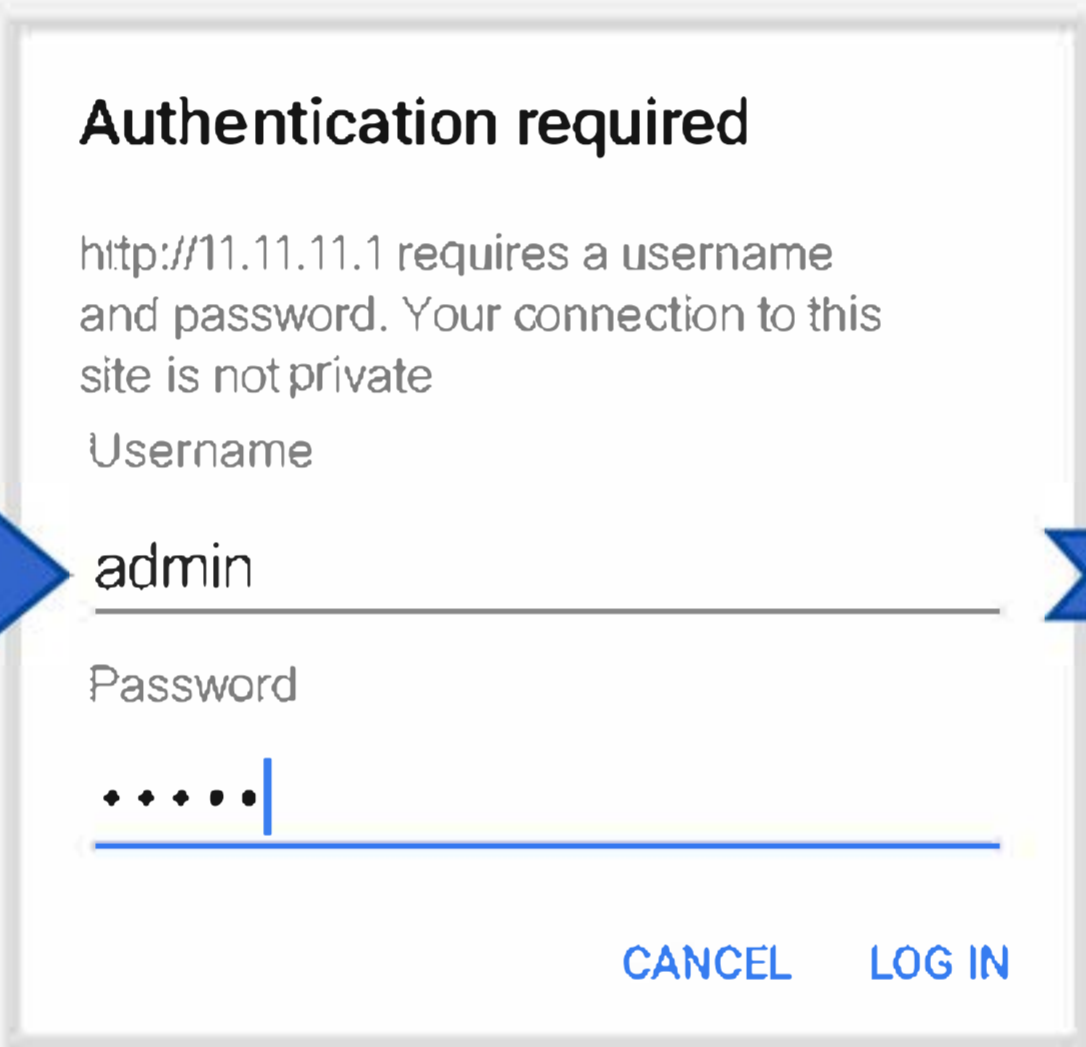 Authentication required
http://11.11.11.1 requires a username
and password. Your connection to this
site is not private
Username
admin
Password
•••••
CANCEL LOG IN